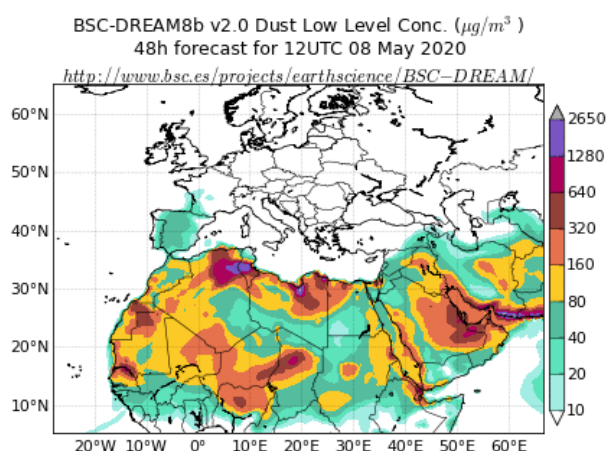 BSC-DREAM8b v2.0 Dust Low Level Conc. (μg/m³ )
48h forecast for 12UTC 08 May 2020
http://www.bsc.es/projects/earthscience/BSC−DREAM/
60°N
50°N
40°N
30°N
20°N
10°N
20°W 10°W 0° 10°E 20°E 30°E 40°E 50°E 60°E
2650
1280
640
320
160
80
40
20
10